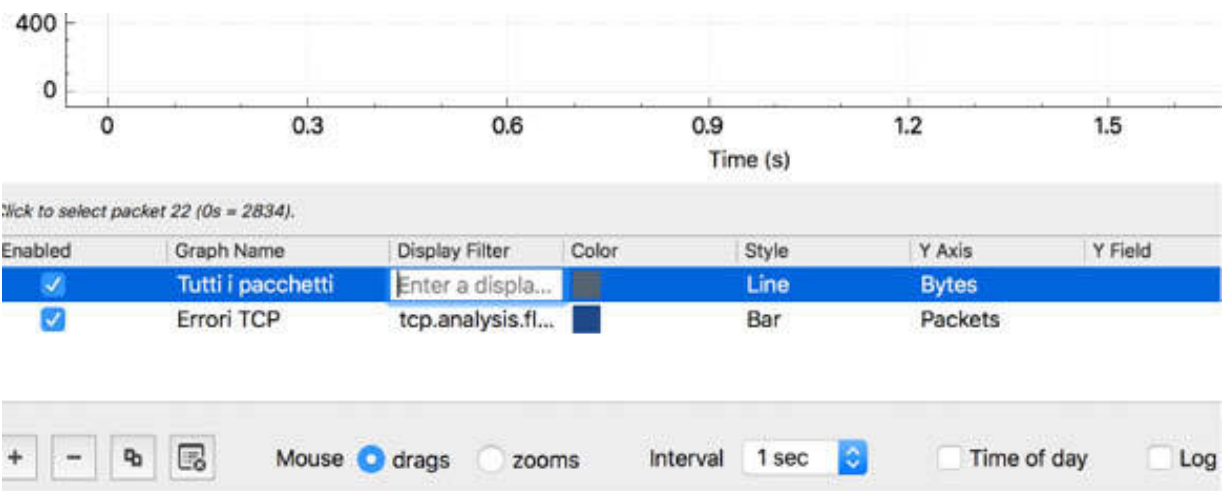 400
0
0 0.3 0.6 0.9 1.2 1.5
Time (s)
Click to select packet 22 (0s = 2834).
Enabled Graph Name Display Filter Color Style Y Axis Y Field
Tutti i pacchetti Enter a displa... Line Bytes
Errori TCP tcp.analysis.fl... Bar Packets
+ − Mouse drags zooms Interval 1 sec Time of day Log